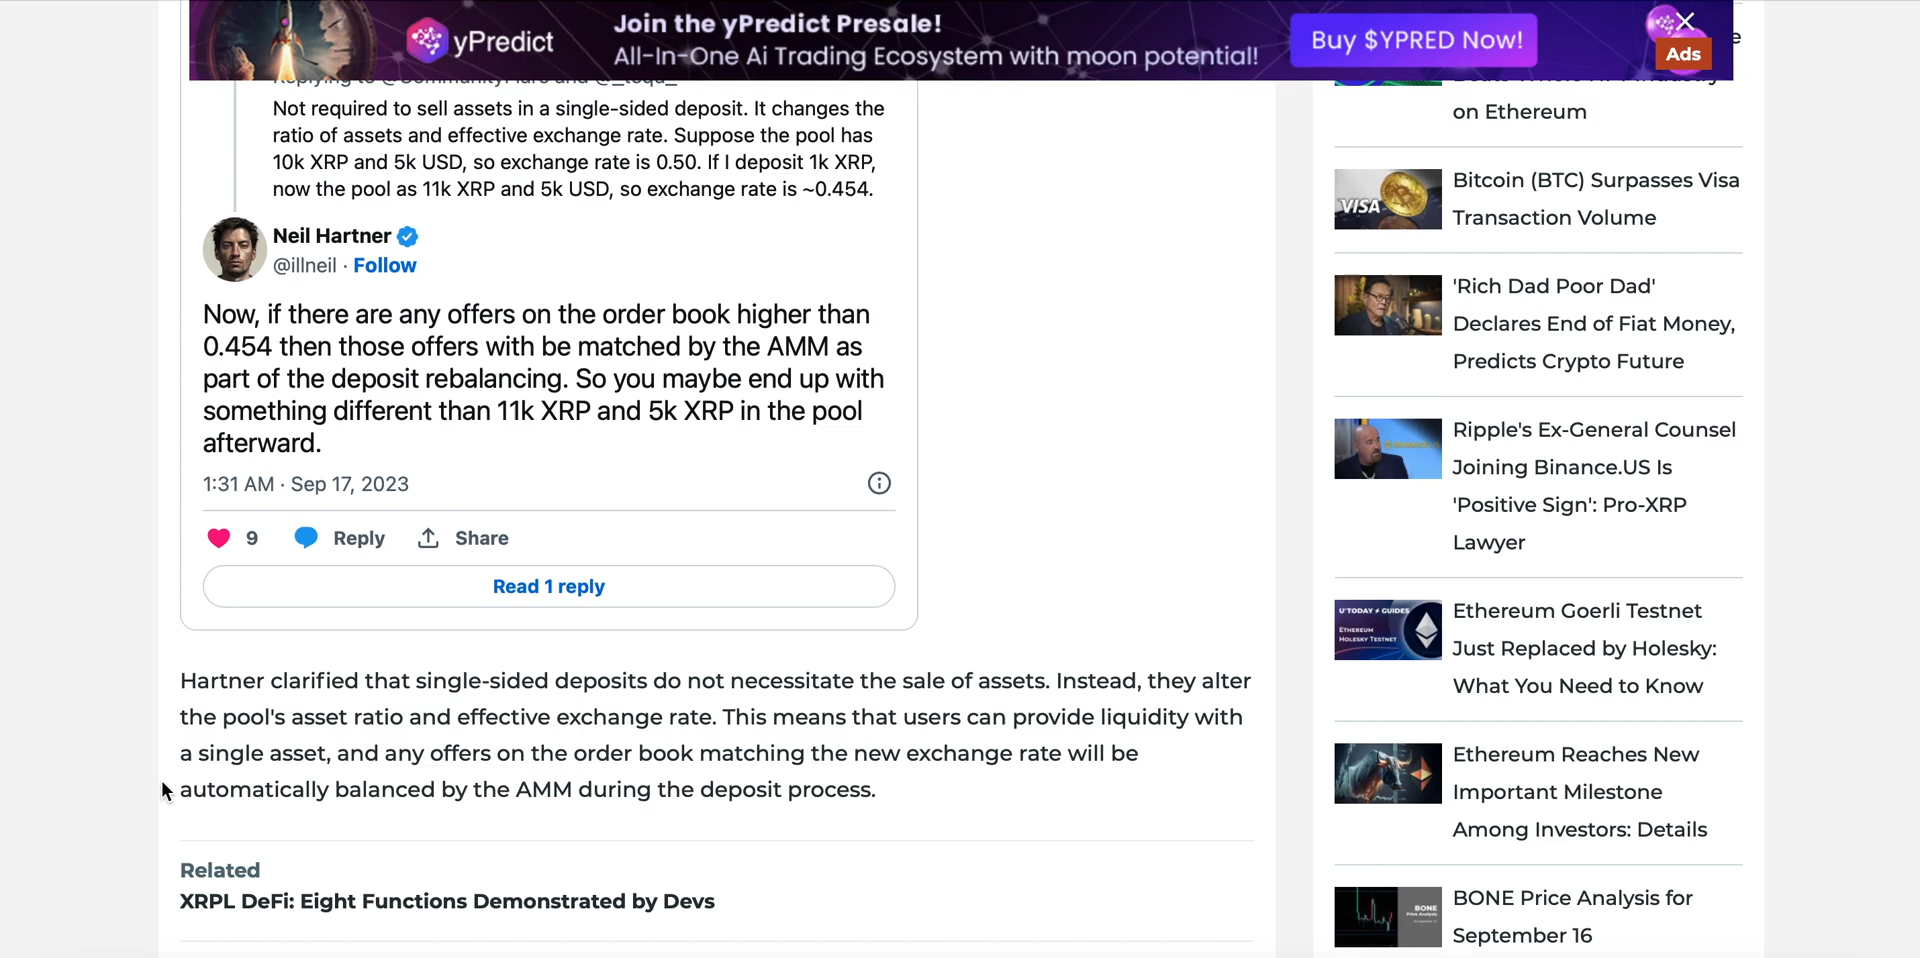 yPredict
Join the yPredict Presale!
All-In-One Ai Trading Ecosystem with moon potential!
Buy $YPRED Now!
Ads
Not required to sell assets in a single-sided deposit. It changes the
ratio of assets and effective exchange rate. Suppose the pool has
10k XRP and 5k USD, so exchange rate is 0.50. If I deposit 1k XRP,
now the pool as 11k XRP and 5k USD, so exchange rate is ~0.454.
Neil Hartner
@illneil · Follow
Now, if there are any offers on the order book higher than
0.454 then those offers with be matched by the AMM as
part of the deposit rebalancing. So you maybe end up with
something different than 11k XRP and 5k XRP in the pool
afterward.
1:31 AM · Sep 17, 2023
9 Reply Share
Read 1 reply
Hartner clarified that single-sided deposits do not necessitate the sale of assets. Instead, they alter
the pool's asset ratio and effective exchange rate. This means that users can provide liquidity with
a single asset, and any offers on the order book matching the new exchange rate will be
automatically balanced by the AMM during the deposit process.
Related
XRPL DeFi: Eight Functions Demonstrated by Devs
on Ethereum
VISA
Bitcoin (BTC) Surpasses Visa
Transaction Volume
'Rich Dad Poor Dad'
Declares End of Fiat Money,
Predicts Crypto Future
Ripple's Ex-General Counsel
Joining Binance.US Is
'Positive Sign': Pro-XRP
Lawyer
U'TODAY GUIDES
ETHEREUM
HOLESKY TESTNET
Ethereum Goerli Testnet
Just Replaced by Holesky:
What You Need to Know
Ethereum Reaches New
Important Milestone
Among Investors: Details
BONE
Price Analysis
BONE Price Analysis for
September 16